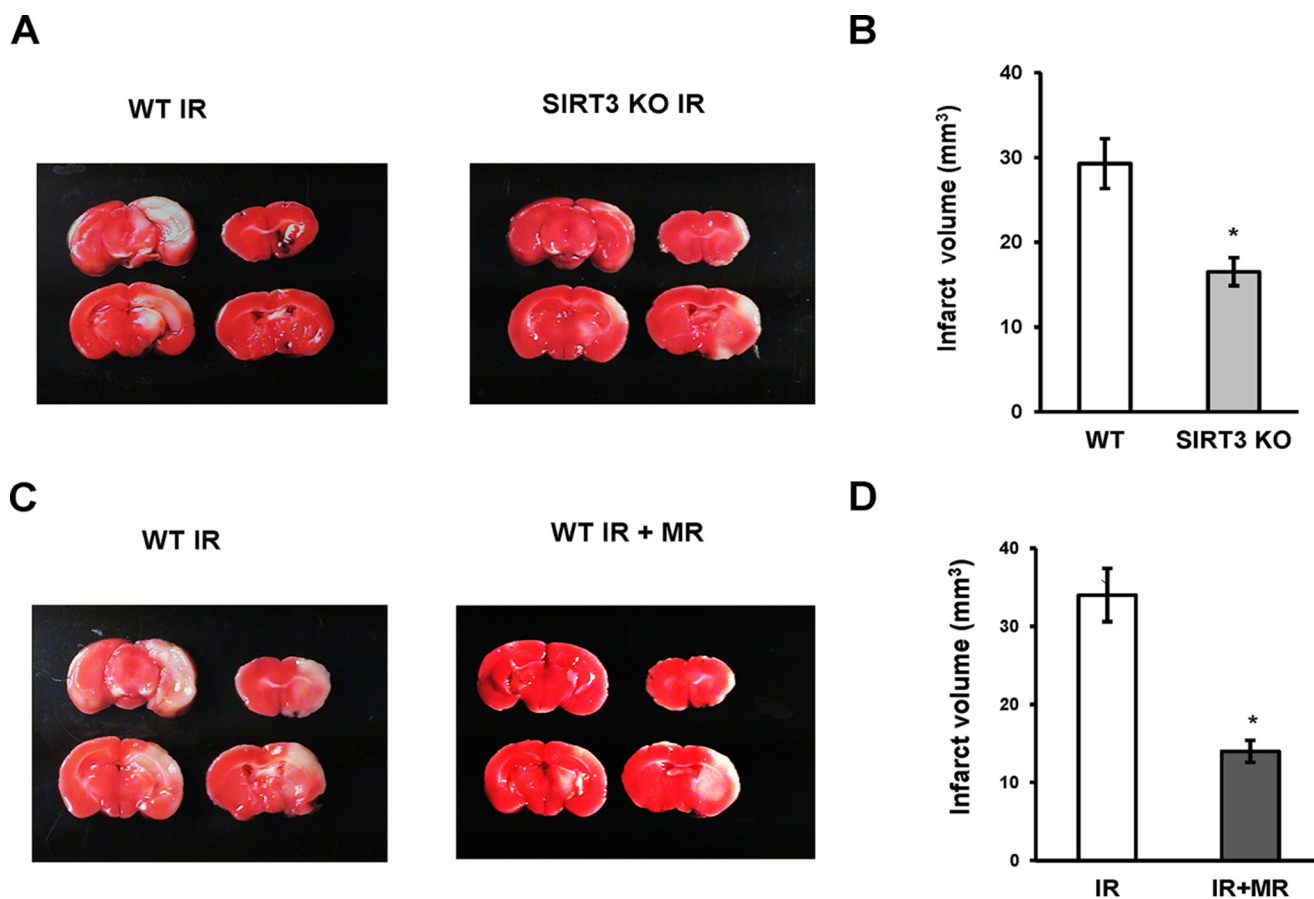 A
WT IR
SIRT3 KO IR
B
Infarct volume (mm³)
40
30
20
10
0
*
WT
SIRT3 KO
C
WT IR
WT IR + MR
D
Infarct volume (mm³)
40
30
20
10
0
*
IR
IR+MR